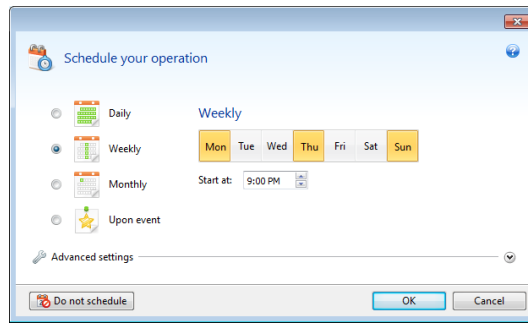 Schedule your operation
Daily
Weekly
Monthly
Upon event
Weekly
Mon Tue Wed Thu Fri Sat Sun
Start at: 9:00 PM
Advanced settings
Do not schedule
OK
Cancel